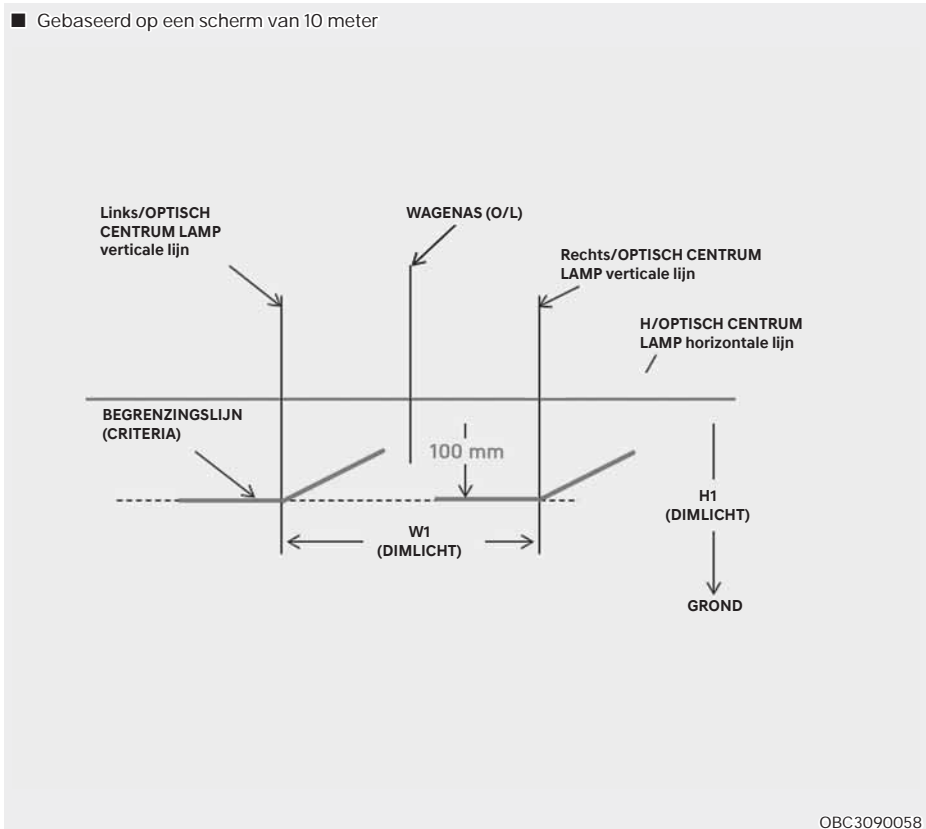 ■ Gebaseerd op een scherm van 10 meter
Links/OPTISCH
CENTRUM LAMP
verticale lijn
WAGENAS (O/L)
Rechts/OPTISCH CENTRUM
LAMP verticale lijn
H/OPTISCH CENTRUM
LAMP horizontale lijn
BEGRENZINGSLIJN
(CRITERIA)
100 mm
W1
(DIMLICHT)
H1
(DIMLICHT)
GROND
OBC3090058